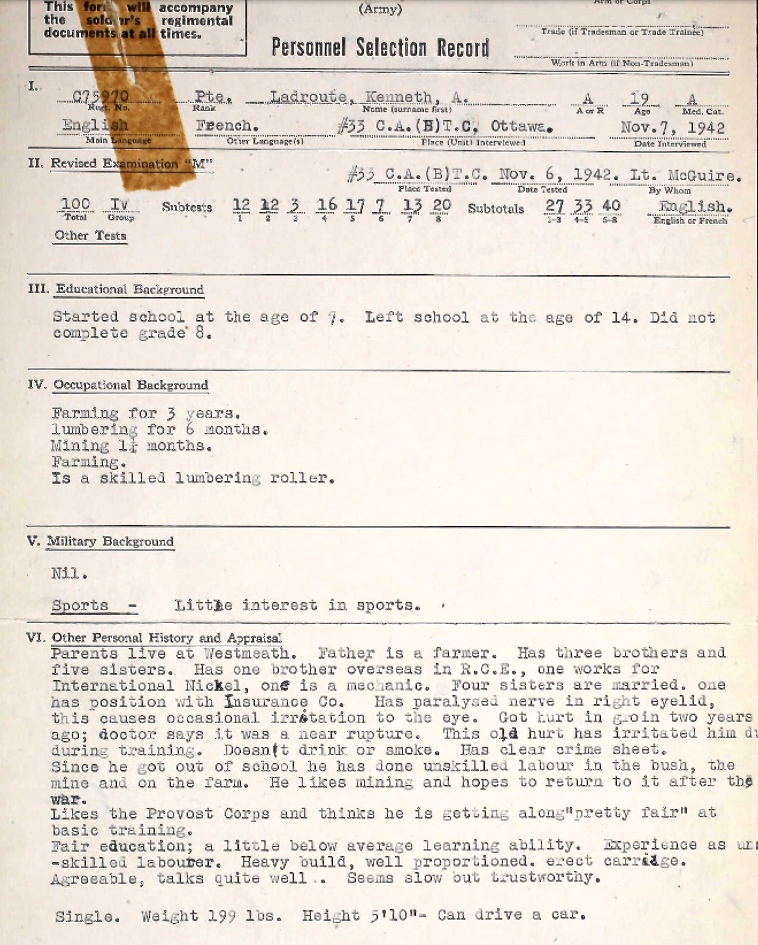 This form will accompany
the soldier's regimental
documents at all times.
(Army)
Personnel Selection Record
Trade (if Tradesman or Trade Trainee)
Work in Arm (if Non-Tradesman)
I.
C75970 Pte. Ladroute, Kenneth, A. A 19 A
Regt. No. Rank Name (surname first) A or R Age Med. Cat.
English French. #33 C.A.(B)T.C, Ottawa. Nov.7, 1942
Main Language Other Language(s) Place (Unit) Interviewed Date Interviewed
II. Revised Examination "M"
#33 C.A.(B)T.C. Nov. 6, 1942. Lt. McGuire.
Place Tested Date Tested By Whom
100 Iv Subtests 12 12 3 16 17 7 13 20 Subtotals 27 33 40 English.
Total Group 1 2 3 4 5 6 7 8 1-3 4-5 5-8 English or French
Other Tests
III. Educational Background
Started school at the age of 7. Left school at the age of 14. Did not
complete grade 8.
IV. Occupational Background
Farming for 3 years.
lumbering for 6 months.
Mining 1½ months.
Farming.
Is a skilled lumbering roller.
V. Military Background
Nil.
Sports - Little interest in sports.
VI. Other Personal History and Appraisal
Parents live at Westmeath. Father is a farmer. Has three brothers and
five sisters. Has one brother overseas in R.C.E., one works for
International Nickel, one is a mechanic. Four sisters are married. one
has position with Insurance Co. Has paralysed nerve in right eyelid,
this causes occasional irritation to the eye. Got hurt in groin two years
ago; doctor says it was a near rupture. This old hurt has irritated him
during training. Doesn't drink or smoke. Has clear crime sheet.
Since he got out of school he has done unskilled labour in the bush, the
mine and on the farm. He likes mining and hopes to return to it after the
war.
Likes the Provost Corps and thinks he is getting along"pretty fair" at
basic training.
Fair education; a little below average learning ability. Experience as
-skilled labourer. Heavy build, well proportioned. erect carriage.
Agreeable, talks quite well.. Seems slow but trustworthy.
Single. Weight 199 lbs. Height 5'10"- Can drive a car.